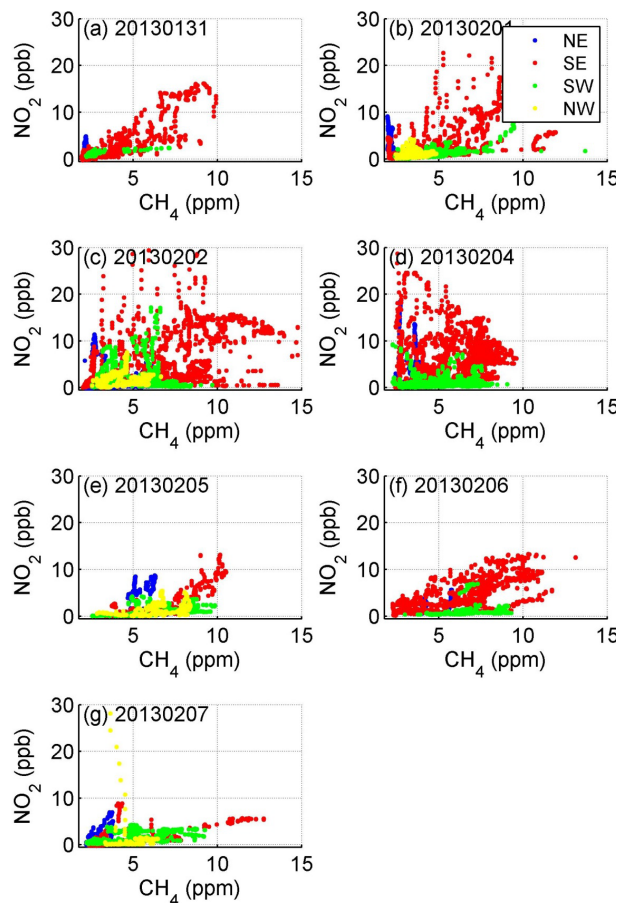 (a) 20130131
NO2 (ppb)
30
20
10
0
5 10 15
CH4 (ppm)
(b) 20130201
NO2 (ppb)
30
20
10
0
5 10 15
CH4 (ppm)
NE
SE
SW
NW
(c) 20130202
NO2 (ppb)
30
20
10
0
5 10 15
CH4 (ppm)
(d) 20130204
NO2 (ppb)
30
20
10
0
5 10 15
CH4 (ppm)
(e) 20130205
NO2 (ppb)
30
20
10
0
5 10 15
CH4 (ppm)
(f) 20130206
NO2 (ppb)
30
20
10
0
5 10 15
CH4 (ppm)
(g) 20130207
NO2 (ppb)
30
20
10
0
5 10 15
CH4 (ppm)